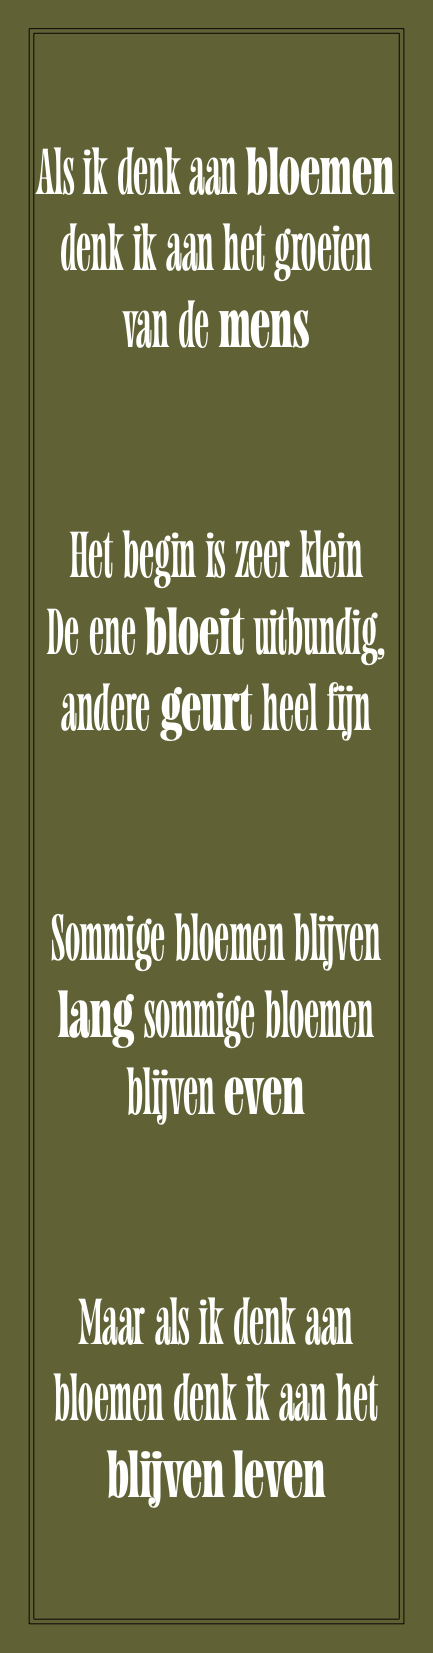 Als ik denk aan bloemen
denk ik aan het groeien
van de mens
Het begin is zeer klein
De ene bloeit uitbundig,
andere geurt heel fijn
Sommige bloemen blijven
lang sommige bloemen
blijven even
Maar als ik denk aan
bloemen denk ik aan het
blijven leven